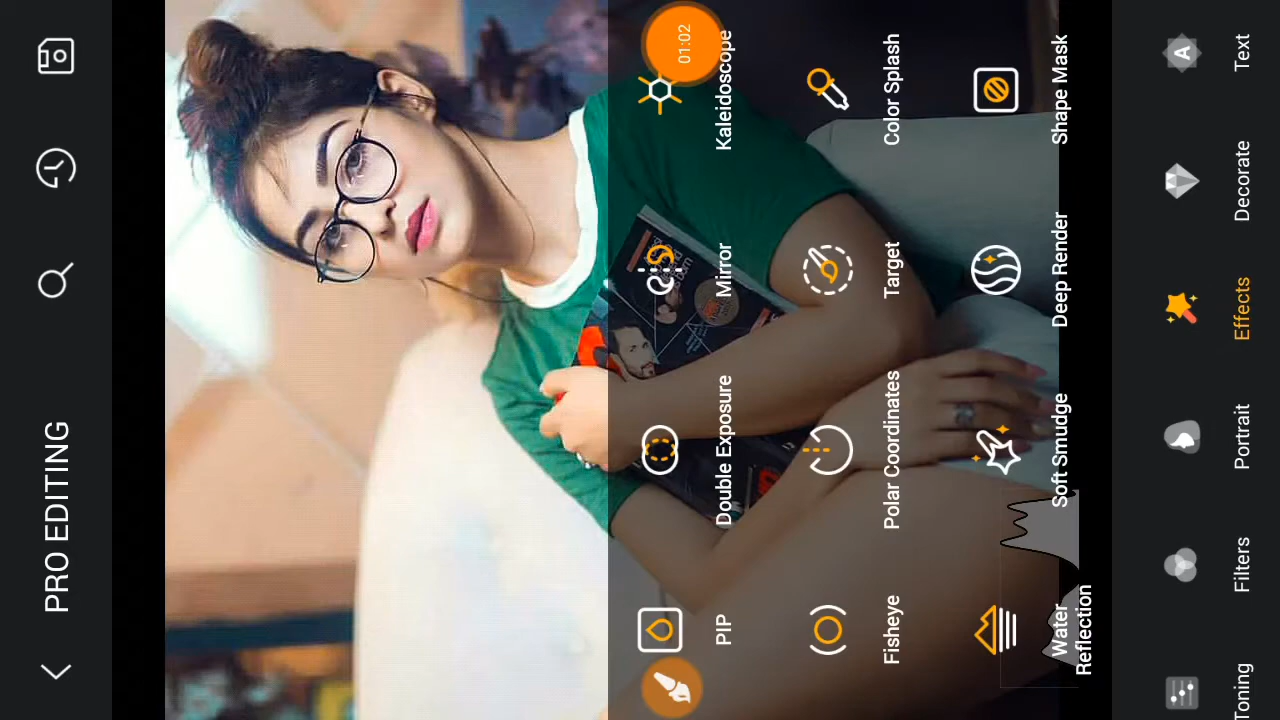 PRO EDITING
01:02
PIP
Double Exposure
Mirror
Kaleidoscope
Fisheye
Polar Coordinates
Target
Color Splash
Water
Reflection
Soft Smudge
Deep Render
Shape Mask
Toning
Filters
Portrait
Effects
Decorate
Text